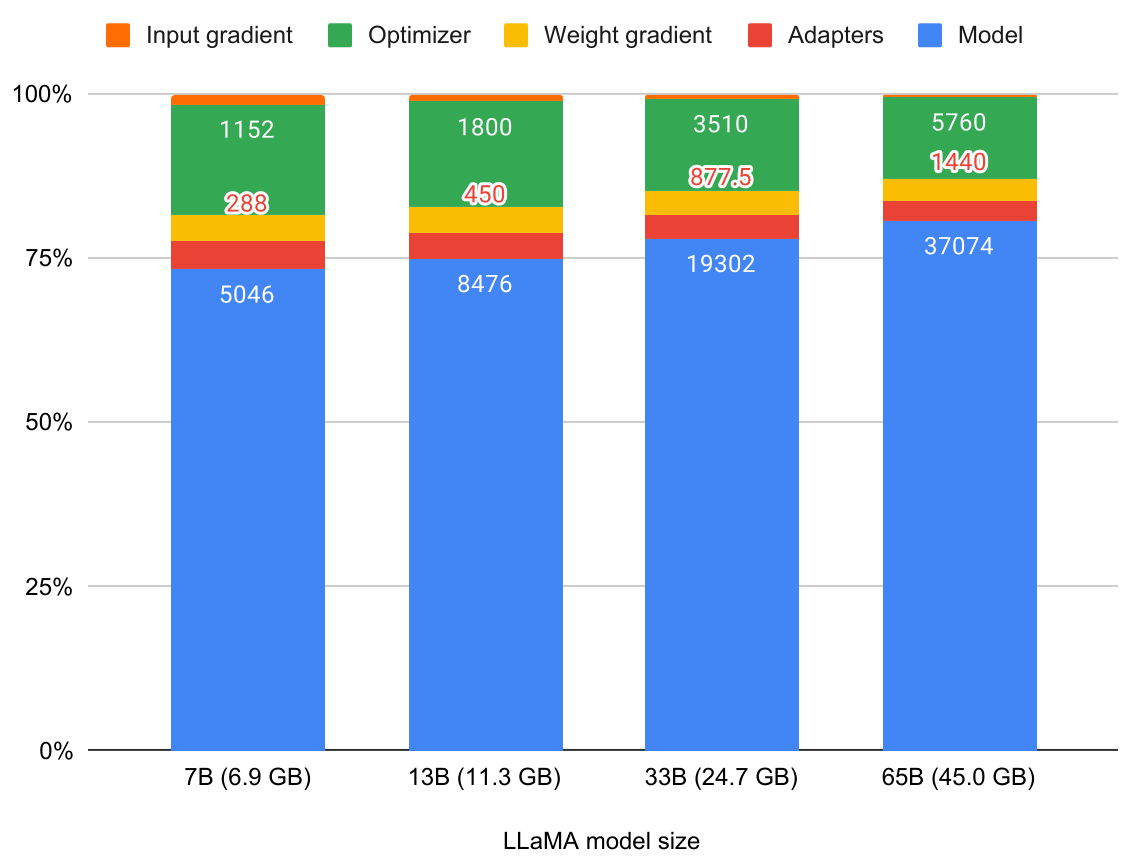 Input gradient Optimizer Weight gradient Adapters Model
100%
1152 1800 3510 5760
288 450 877.5 1440
75%
5046 8476 19302 37074
50%
25%
0%
7B (6.9 GB) 13B (11.3 GB) 33B (24.7 GB) 65B (45.0 GB)
LLaMA model size